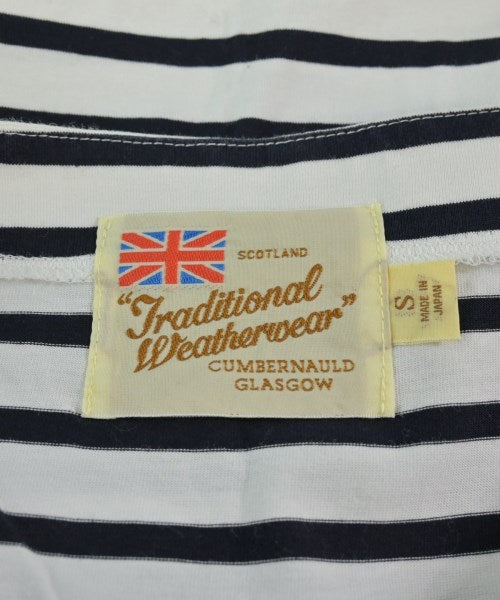 SCOTLAND
"Traditional
Weatherwear"
CUMBERNAULD
GLASGOW
S
MADE IN
JAPAN